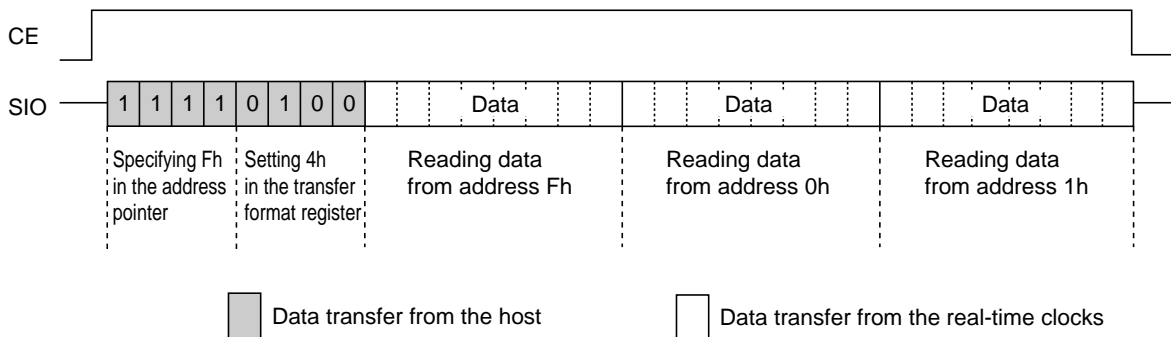 CE
SIO
1 1 1 1 0 1 0 0 Data Data Data
Specifying Fh
in the address
pointer
Setting 4h
in the transfer
format register
Reading data
from address Fh
Reading data
from address 0h
Reading data
from address 1h
Data transfer from the host
Data transfer from the real-time clocks